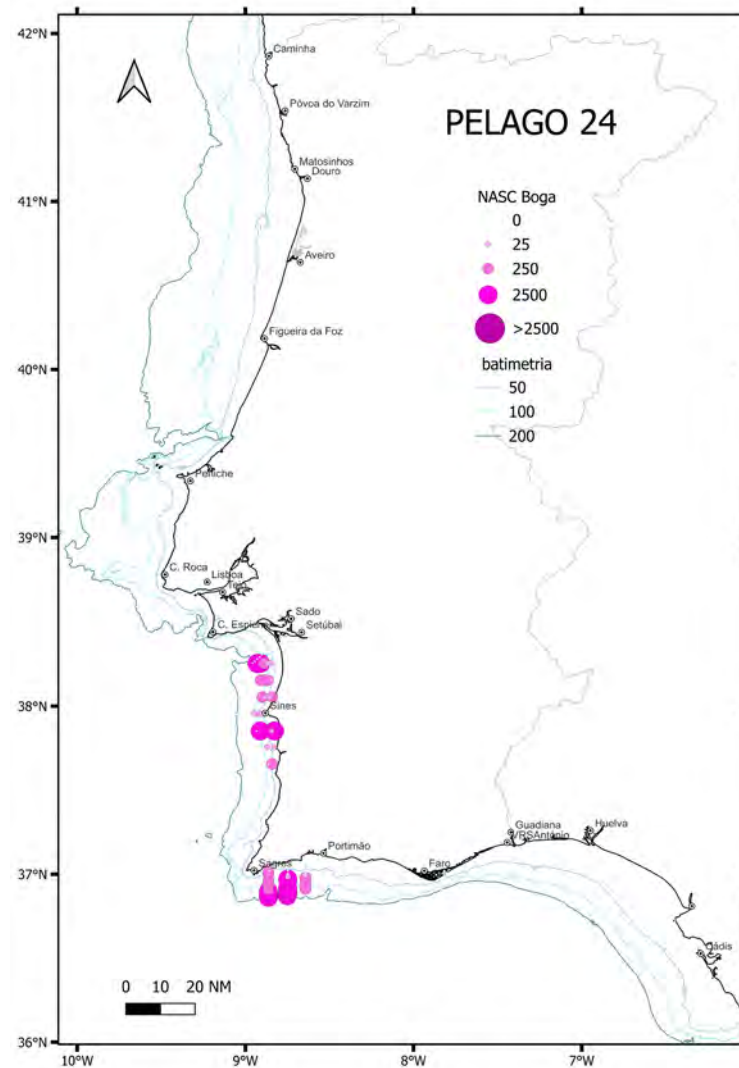 42°N
Caminha
Póvoa do Varzim
PELAGO 24
Matosinhos
Douro
41°N
NASC Boga
0
25
250
2500
>2500
Aveiro
Figueira da Foz
40°N
batimetria
50
100
200
Peniche
39°N
C. Roca
Lisboa
Sado
C. Espi
Setúbal
38°N
Sines
37°N
Sagres
Portimão
Faro
Guadiana
VRSAntónio
Huelva
Cádis
0 10 20 NM
36°N
10°W
9°W
8°W
7°W